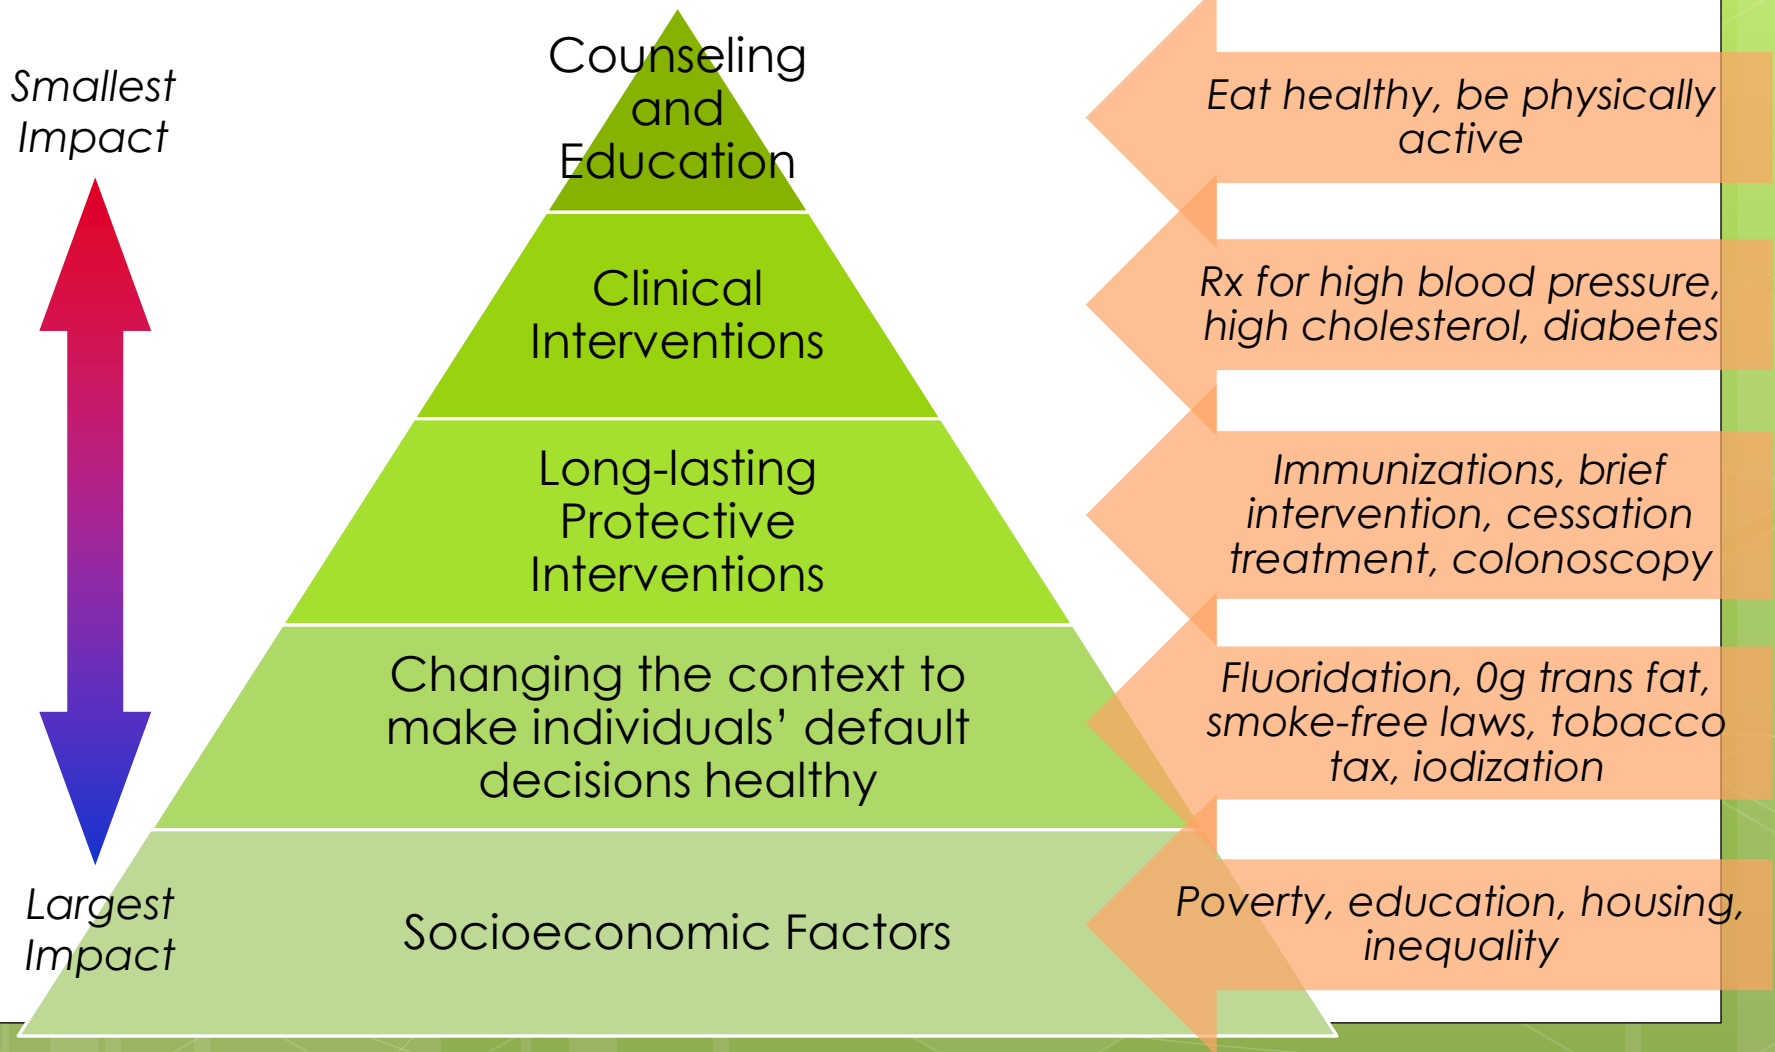 Smallest
Impact
Counseling
and
Education
Eat healthy, be physically
active
Clinical
Interventions
Rx for high blood pressure,
high cholesterol, diabetes
Long-lasting
Protective
Interventions
Immunizations, brief
intervention, cessation
treatment, colonoscopy
Changing the context to
make individuals’ default
decisions healthy
Fluoridation, 0g trans fat,
smoke-free laws, tobacco
tax, iodization
Largest
Impact
Socioeconomic Factors
Poverty, education, housing,
inequality